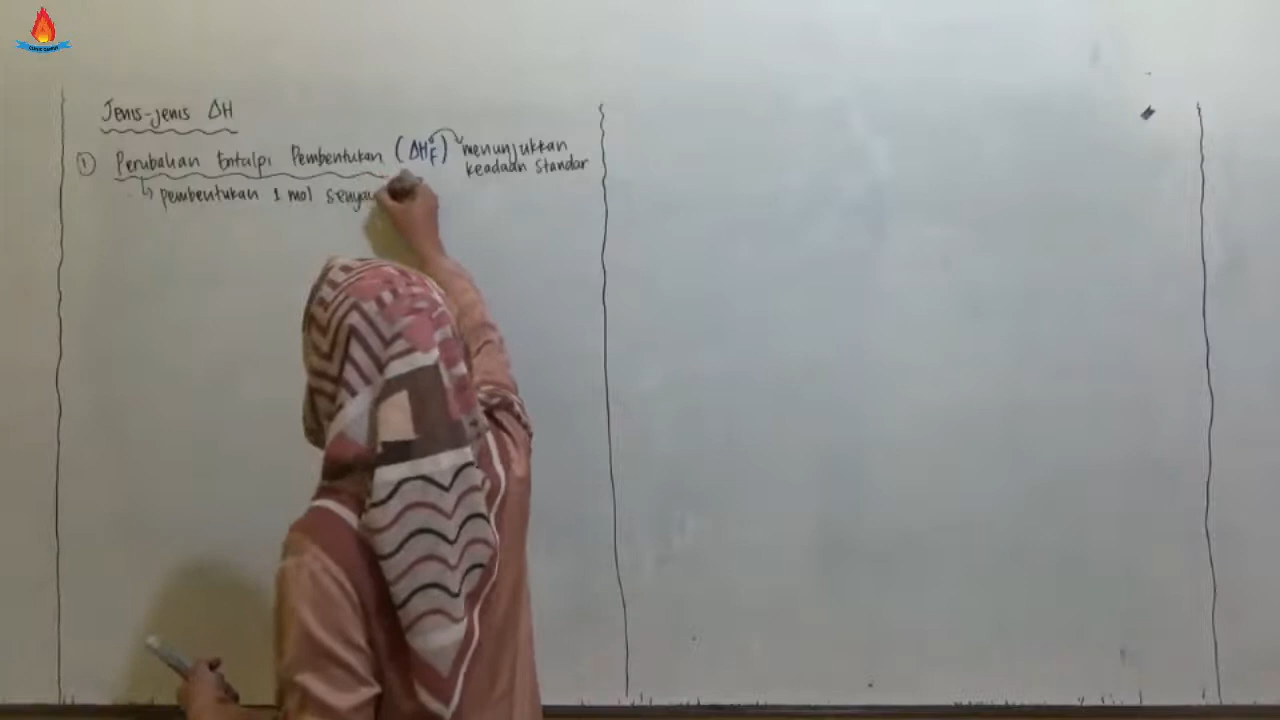 Jenis-jenis ΔH
① Perubahan Entalpi Pembentukan (ΔH°f) menunjukkan
keadaan standar
↳ pembentukan 1 mol